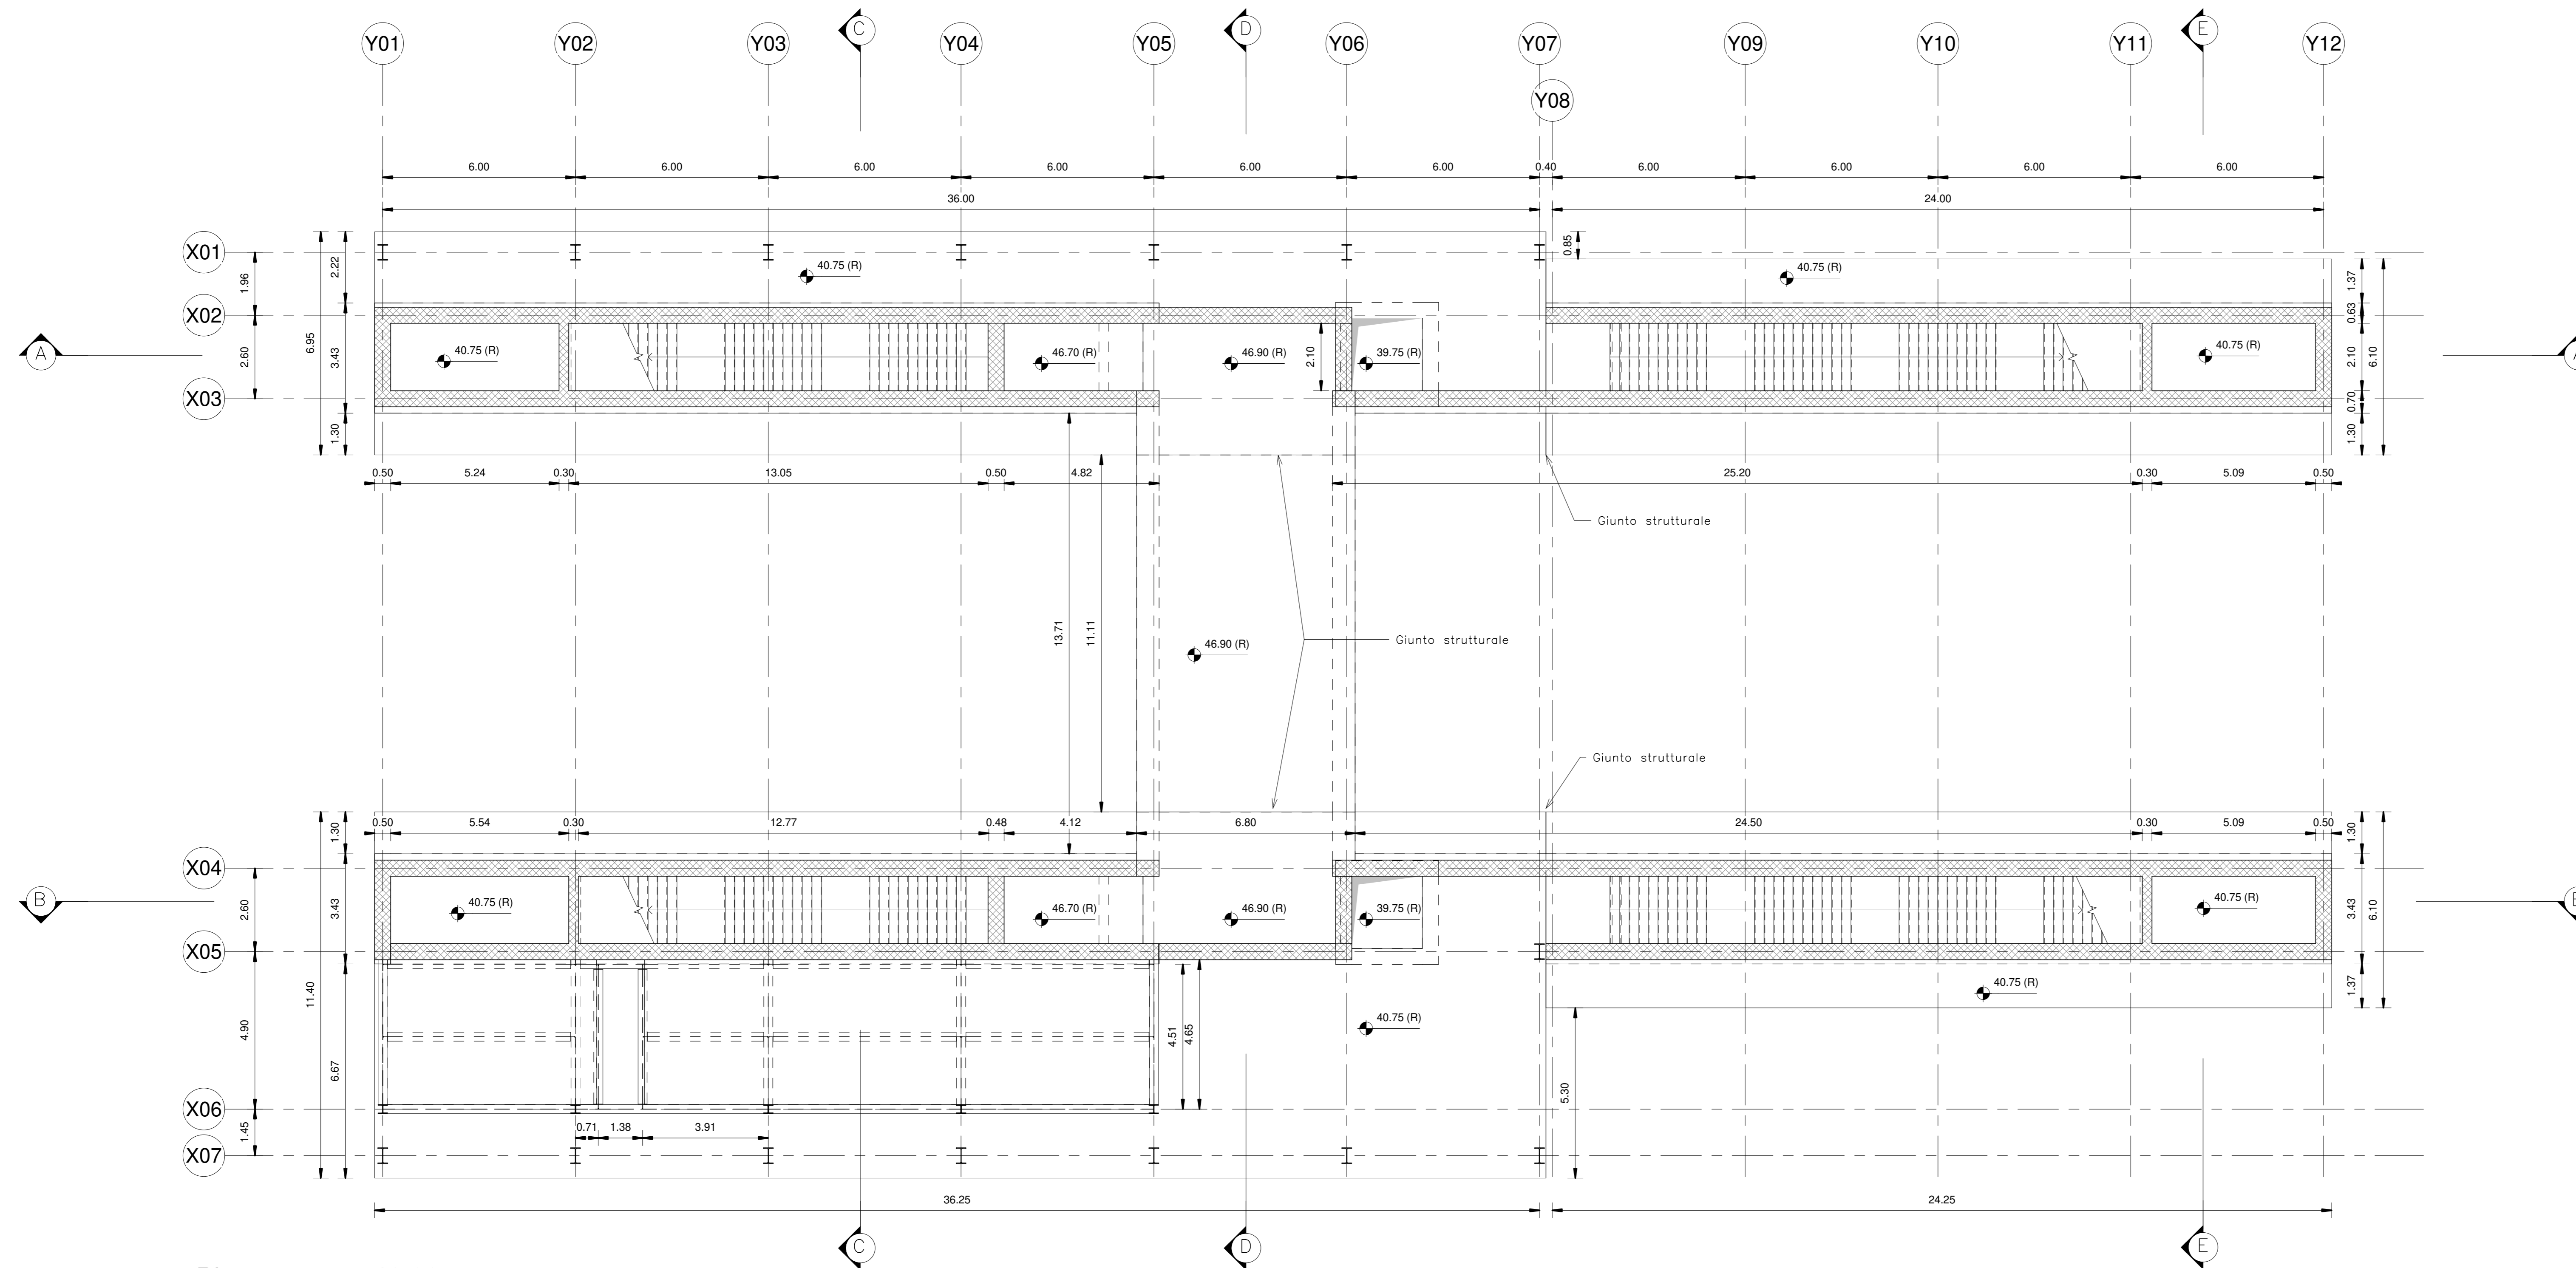 C D E
Y01 Y02 Y03 Y04 Y05 Y06 Y07 Y09 Y10 Y11 Y12
Y08
6.00 6.00 6.00 6.00 6.00 6.00 0.40 6.00 6.00 6.00 6.00
36.00 24.00
X01
X02
X03
1.96
2.60
6.95
2.22
3.43
1.30
0.85
40.75 (R) 40.75 (R)
1.37
0.63
2.10
0.70
1.30
6.10
A
40.75 (R) 46.70 (R) 46.90 (R) 2.10 39.75 (R) 40.75 (R)
0.50 5.24 0.30 13.05 0.50 4.82 25.20 0.30 5.09 0.50
Giunto strutturale
13.71 11.11
Giunto strutturale
46.90 (R)
Giunto strutturale
0.50 5.54 0.30 12.77 0.48 4.12 6.80 24.50 0.30 5.09 0.50
X04
X05
X06
X07
2.60
4.90
1.45
11.40
1.30
3.43
6.67
B
40.75 (R) 46.70 (R) 46.90 (R) 39.75 (R) 40.75 (R)
1.30
3.43
1.37
6.10
40.75 (R)
40.75 (R)
4.51 4.65
5.30
0.71 1.38 3.91
36.25 24.25
C D E